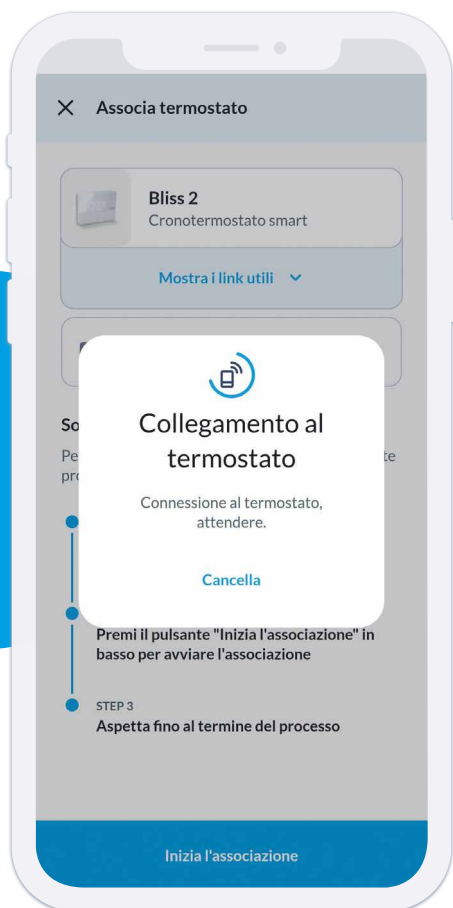 Associa termostato
Bliss 2
Cronotermostato smart
Mostra i link utili
Collegamento al
termostato
Connessione al termostato,
attendere.
Cancella
Premi il pulsante "Inizia l'associazione" in
basso per avviare l'associazione
STEP 3
Aspetta fino al termine del processo
Inizia l'associazione